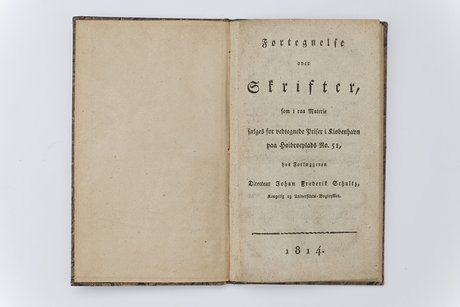 Fortegnelse
over
Skrifter,
som i raa Materie
sælges for vedtegnede Priser i Kiøbenhavn
paa Høibroeplads No. 51,
hos Forlæggeren
Directeur Johan Frederik Schultz,
Kongelig og Universitets-Bogtrykker.
1814.